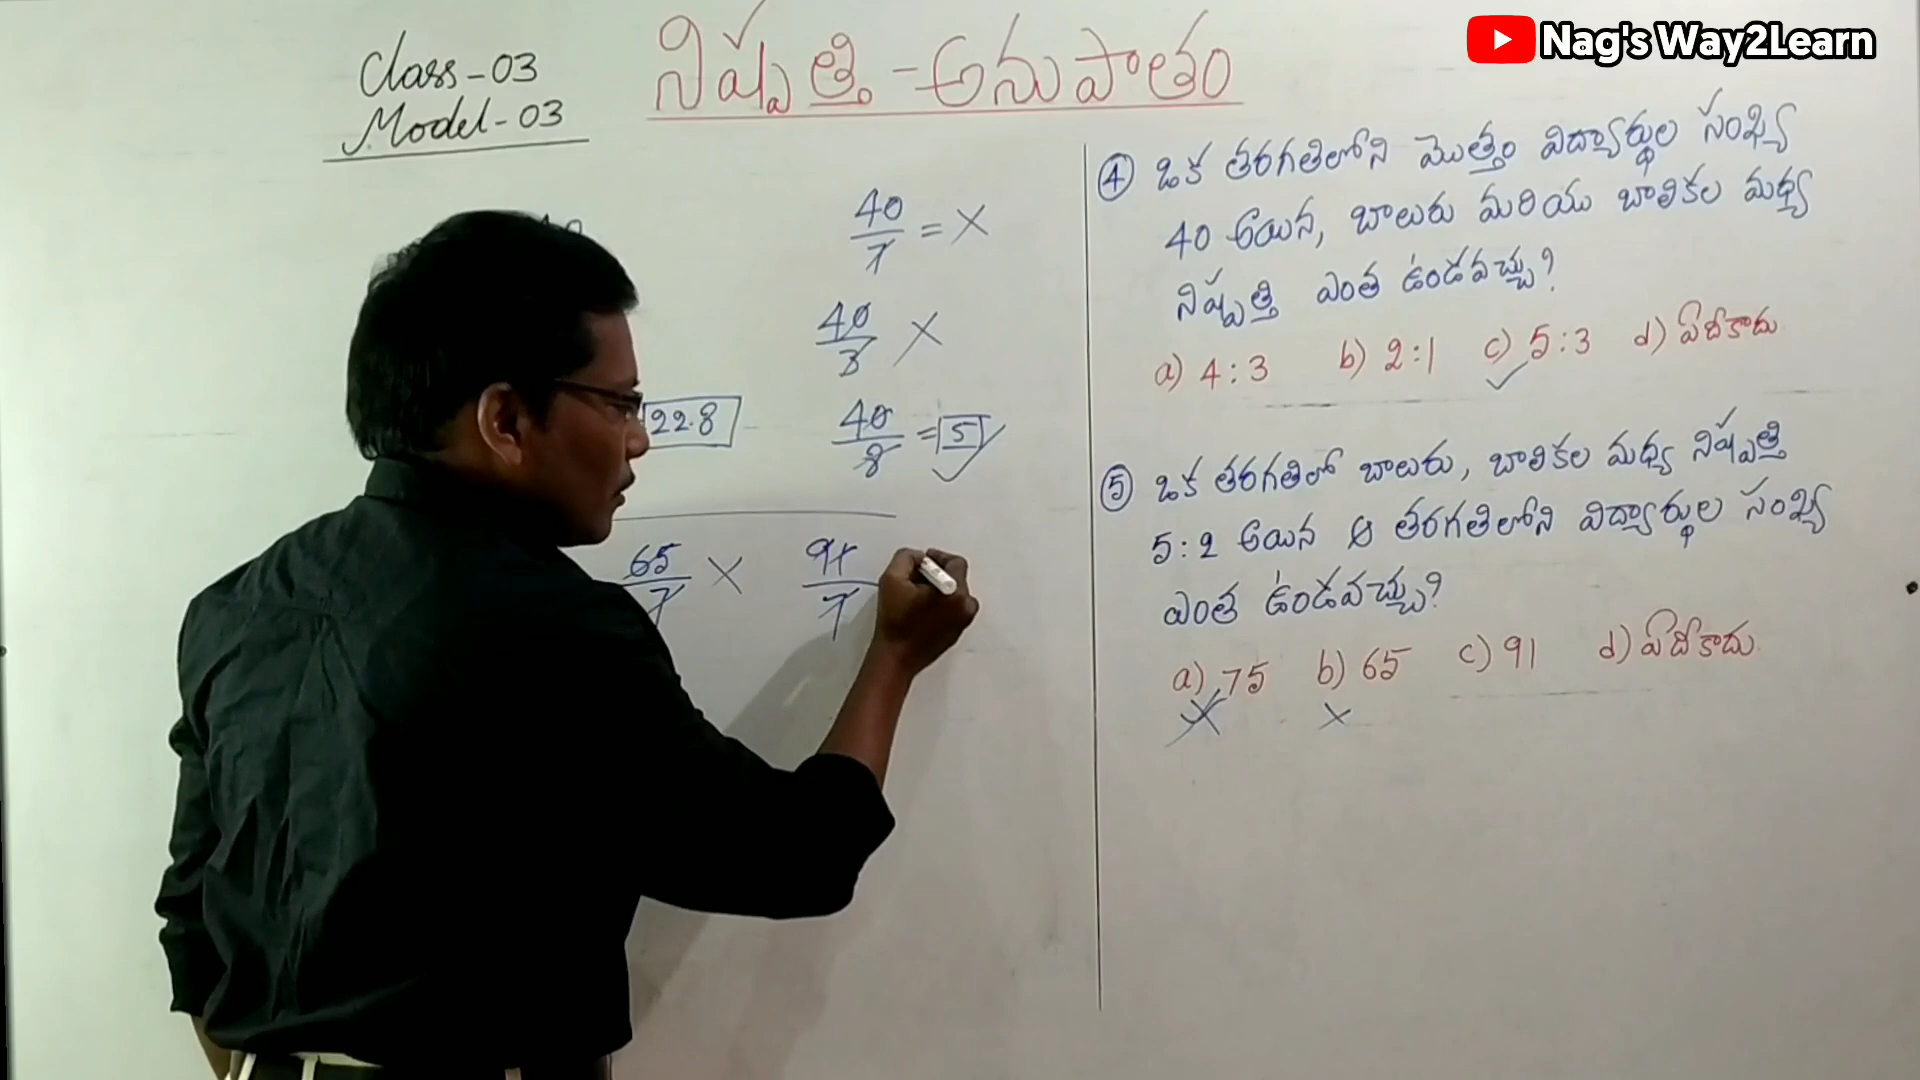 Nag's Way2Learn
Class-03
Model-03
నిష్పత్తి - అనుపాతం
40/7 = X
40/3 X
22.8
40/8 = 5 ✓
65/7 X
91/7
④ ఒక తరగతిలోని మొత్తం విద్యార్థుల సంఖ్య
40 అయిన, బాలురు మరియు బాలికల మధ్య
నిష్పత్తి ఎంత ఉండవచ్చు?
a) 4:3 b) 2:1 c) 5:3 d) ఏదీకాదు
⑤ ఒక తరగతిలో బాలురు, బాలికల మధ్య నిష్పత్తి
5:2 అయిన ఆ తరగతిలోని విద్యార్థుల సంఖ్య
ఎంత ఉండవచ్చు?
a) 75 b) 65 c) 91 d) ఏదీకాదు
X X